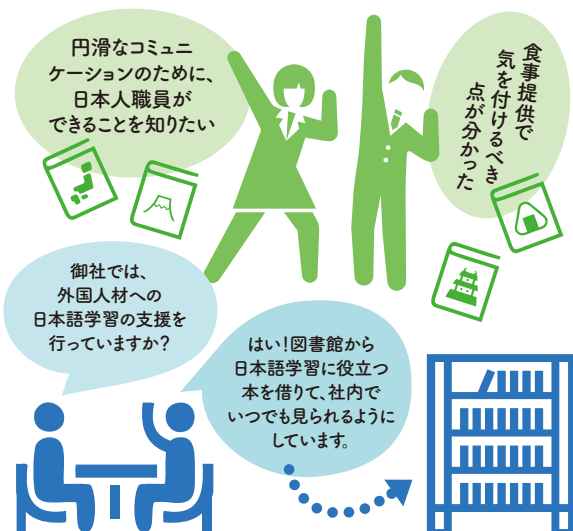 円滑なコミュニ
ケーションのために、
日本人職員が
できることを知りたい
食事提供で
気を付けるべき
点が分かった
御社では、
外国人材への
日本語学習の支援を
行っていますか?
はい!図書館から
日本語学習に役立つ
本を借りて、社内で
いつでも見られるように
しています。